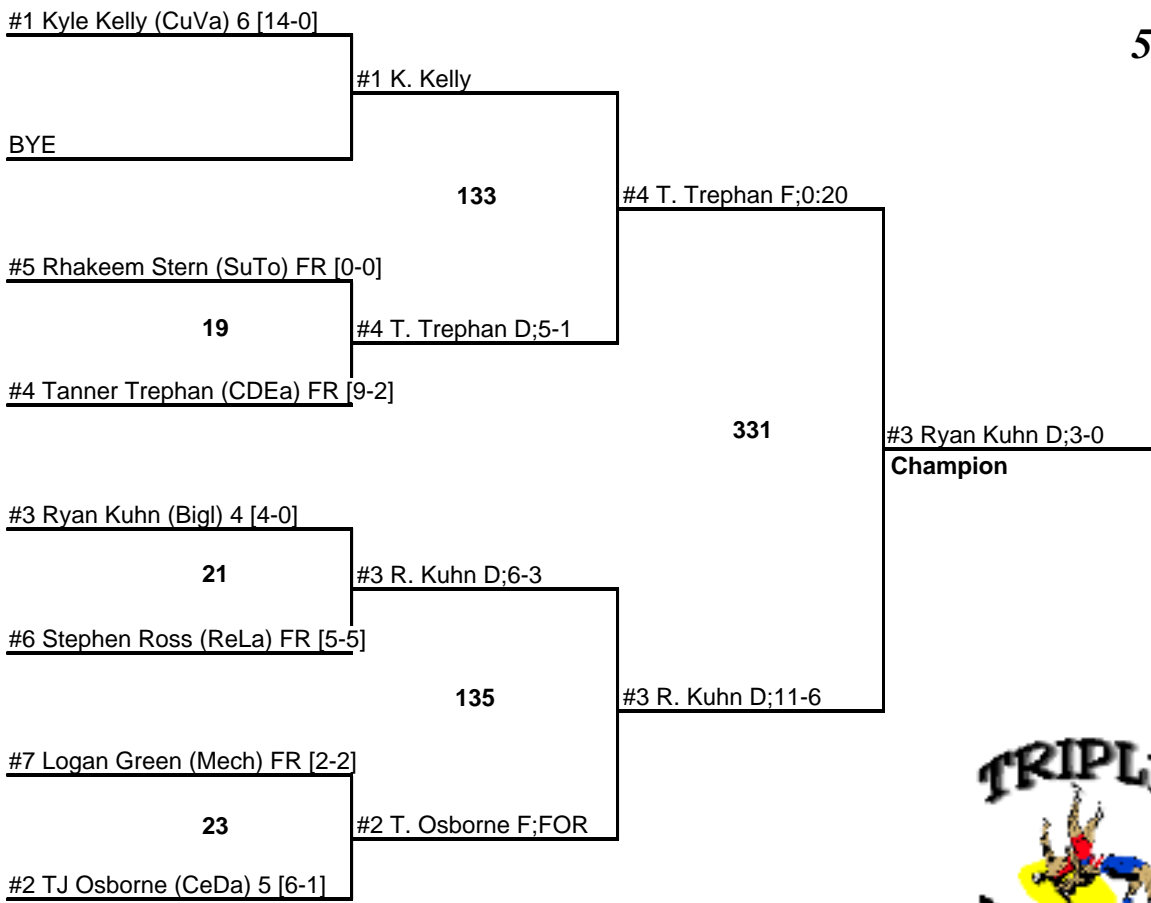 #1 Kyle Kelly (CuVa) 6 [14-0]
5
#1 K. Kelly
BYE
133
#4 T. Trephan F;0:20
#5 Rhakeem Stern (SuTo) FR [0-0]
19
#4 T. Trephan D;5-1
#4 Tanner Trephan (CDEa) FR [9-2]
331
#3 Ryan Kuhn D;3-0
Champion
#3 Ryan Kuhn (Bigl) 4 [4-0]
21
#3 R. Kuhn D;6-3
#6 Stephen Ross (ReLa) FR [5-5]
135
#3 R. Kuhn D;11-6
#7 Logan Green (Mech) FR [2-2]
23
#2 T. Osborne F;FOR
#2 TJ Osborne (CeDa) 5 [6-1]
TRIPL